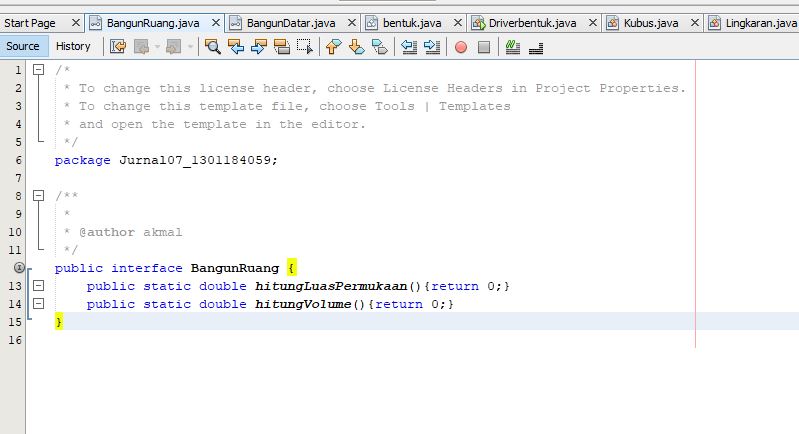 Start Page BangunRuang.java BangunDatar.java bentuk.java Driverbentuk.java Kubus.java Lingkaran.java
Source History
1 /*
2 * To change this license header, choose License Headers in Project Properties.
3 * To change this template file, choose Tools | Templates
4 * and open the template in the editor.
5 */
6 package Jurnal07_1301184059;
7
8 /**
9 *
10 * @author akmal
11 */
public interface BangunRuang {
13 public static double hitungLuasPermukaan(){return 0;}
14 public static double hitungVolume(){return 0;}
15 }
16